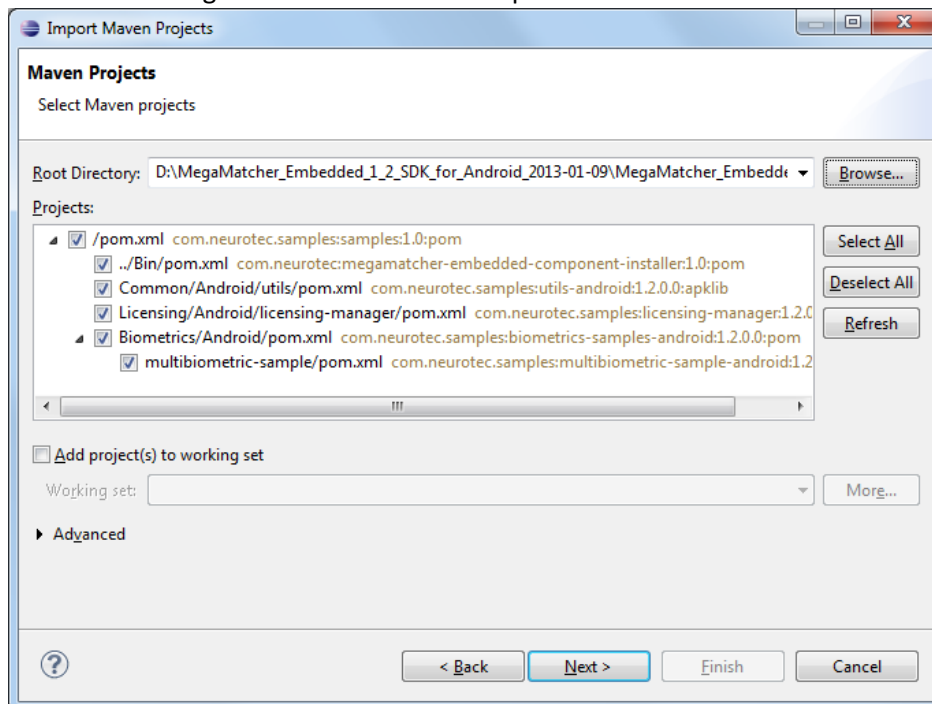 Import Maven Projects
Maven Projects
Select Maven projects
Root Directory: D:\MegaMatcher_Embedded_1_2_SDK_for_Android_2013-01-09\MegaMatcher_Embedde Browse...
Projects:
/pom.xml com.neurotec.samples:samples:1.0:pom
Select All
../Bin/pom.xml com.neurotec:megamatcher-embedded-component-installer:1.0:pom
Common/Android/utils/pom.xml com.neurotec.samples:utils-android:1.2.0.0:apklib
Deselect All
Licensing/Android/licensing-manager/pom.xml com.neurotec.samples:licensing-manager:1.2.0
Refresh
Biometrics/Android/pom.xml com.neurotec.samples:biometrics-samples-android:1.2.0.0:pom
multibiometric-sample/pom.xml com.neurotec.samples:multibiometric-sample-android:1.2
Add project(s) to working set
Working set: More...
Advanced
? < Back Next > Finish Cancel